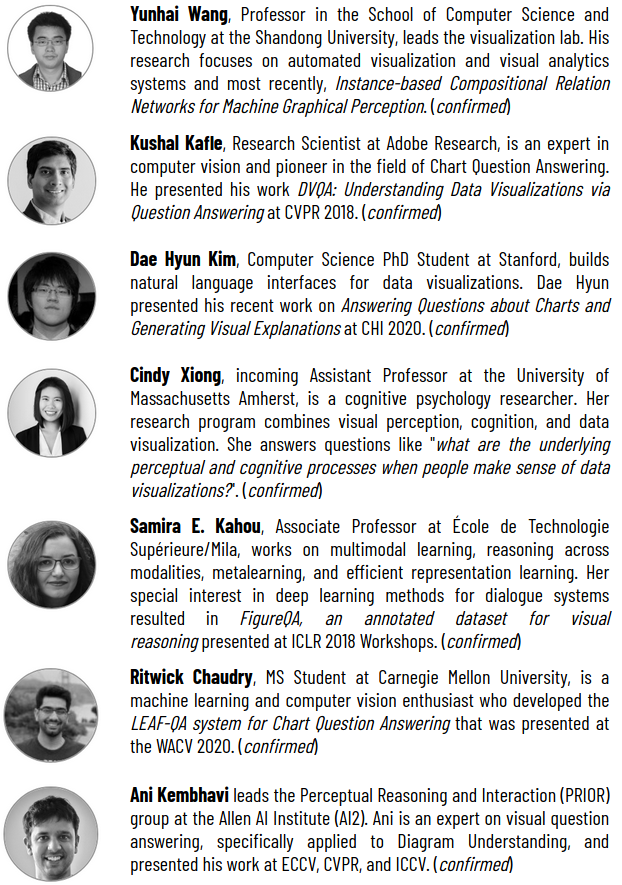 Yunhai Wang, Professor in the School of Computer Science and
Technology at the Shandong University, leads the visualization lab. His
research focuses on automated visualization and visual analytics
systems and most recently, Instance-based Compositional Relation
Networks for Machine Graphical Perception. (confirmed)
Kushal Kafle, Research Scientist at Adobe Research, is an expert in
computer vision and pioneer in the field of Chart Question Answering.
He presented his work DVQA: Understanding Data Visualizations via
Question Answering at CVPR 2018. (confirmed)
Dae Hyun Kim, Computer Science PhD Student at Stanford, builds
natural language interfaces for data visualizations. Dae Hyun
presented his recent work on Answering Questions about Charts and
Generating Visual Explanations at CHI 2020. (confirmed)
Cindy Xiong, incoming Assistant Professor at the University of
Massachusetts Amherst, is a cognitive psychology researcher. Her
research program combines visual perception, cognition, and data
visualization. She answers questions like "what are the underlying
perceptual and cognitive processes when people make sense of data
visualizations?". (confirmed)
Samira E. Kahou, Associate Professor at École de Technologie
Supérieure/Mila, works on multimodal learning, reasoning across
modalities, metalearning, and efficient representation learning. Her
special interest in deep learning methods for dialogue systems
resulted in FigureQA, an annotated dataset for visual
reasoning presented at ICLR 2018 Workshops. (confirmed)
Ritwick Chaudry, MS Student at Carnegie Mellon University, is a
machine learning and computer vision enthusiast who developed the
LEAF-QA system for Chart Question Answering that was presented at
the WACV 2020. (confirmed)
Ani Kembhavi leads the Perceptual Reasoning and Interaction (PRIOR)
group at the Allen AI Institute (AI2). Ani is an expert on visual question
answering, specifically applied to Diagram Understanding, and
presented his work at ECCV, CVPR, and ICCV. (confirmed)